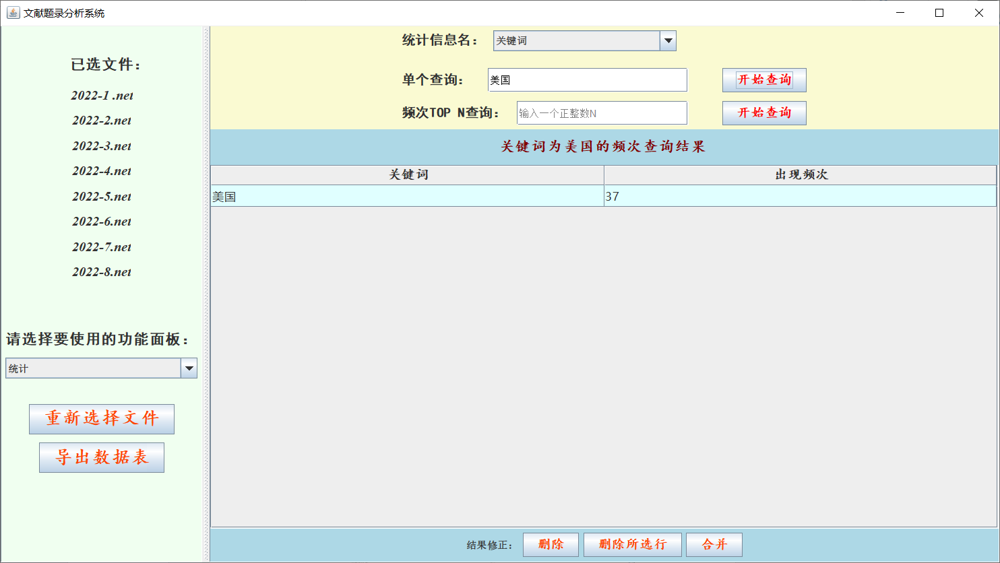 文献题录分析系统
已选文件：
2022-1 .net
2022-2.net
2022-3.net
2022-4.net
2022-5.net
2022-6.net
2022-7.net
2022-8.net
请选择要使用的功能面板：
统计
重新选择文件
导出数据表
统计信息名： 关键词
单个查询： 美国 开始查询
频次TOP N查询： 输入一个正整数N 开始查询
关键词为美国的频次查询结果
关键词 出现频次
美国 37
结果修正： 删除 删除所选行 合并